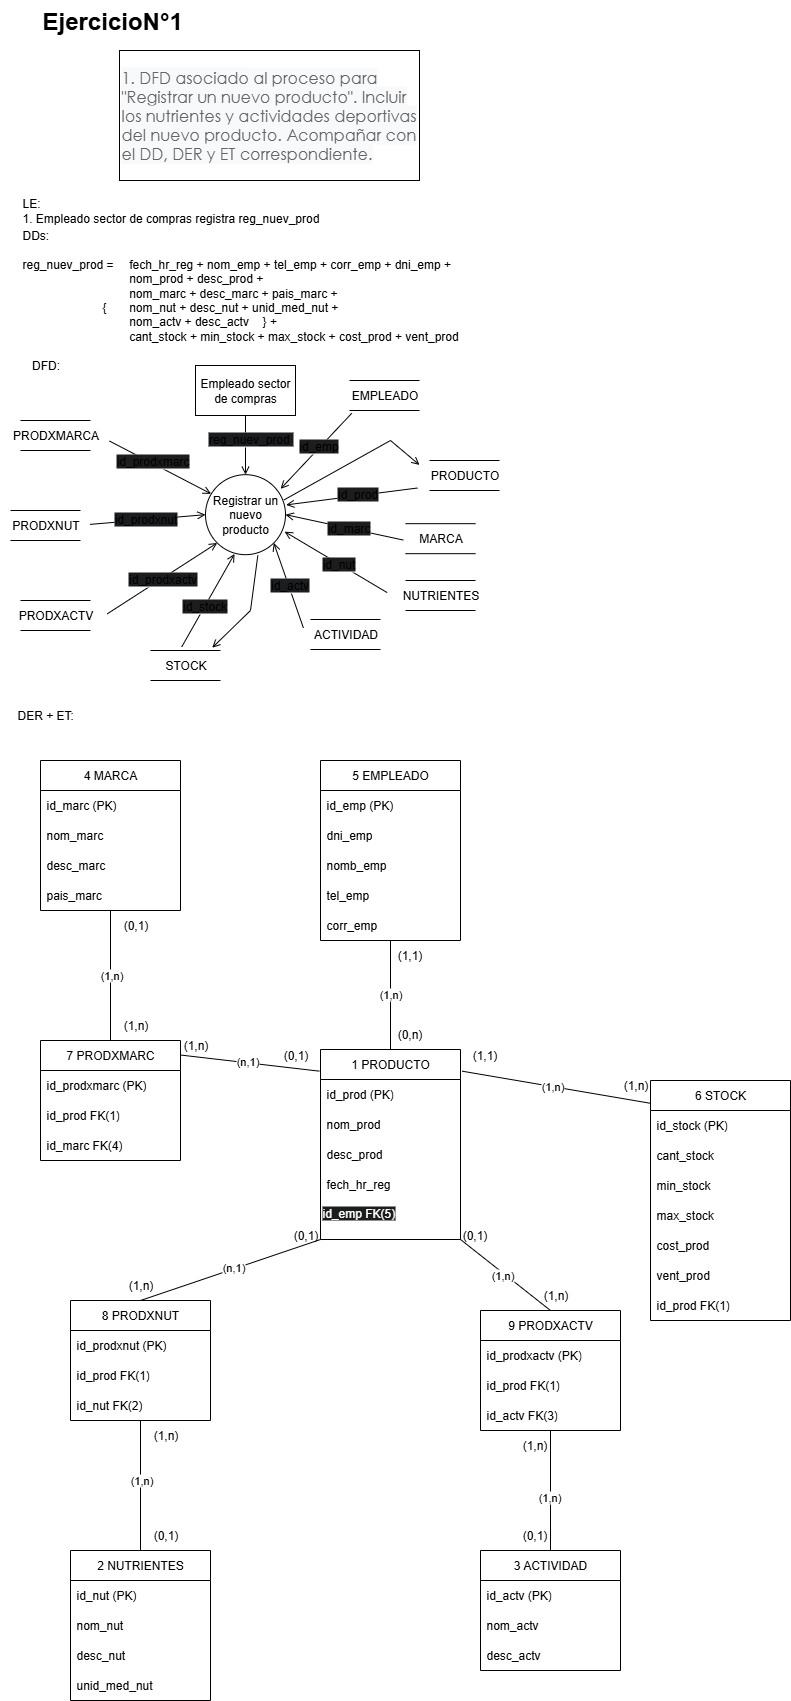 EjercicioN°1
1. DFD asociado al proceso para
"Registrar un nuevo producto". Incluir
los nutrientes y actividades deportivas
del nuevo producto. Acompañar con
el DD, DER y ET correspondiente.
LE:
1. Empleado sector de compras registra reg_nuev_prod
DDs:
reg_nuev_prod = fech_hr_reg + nom_emp + tel_emp + corr_emp + dni_emp +
nom_prod + desc_prod +
nom_marc + desc_marc + pais_marc +
{ nom_nut + desc_nut + unid_med_nut +
nom_actv + desc_actv } +
cant_stock + min_stock + max_stock + cost_prod + vent_prod
DFD:
Empleado sector
de compras
EMPLEADO
PRODXMARCA
reg_nuev_prod
id_emp
id_prodxmarc
PRODUCTO
id_prod
Registrar un
nuevo
producto
PRODXNUT
id_prodxnut
id_marc
MARCA
id_nut
id_prodxactv
id_actv
NUTRIENTES
id_stock
PRODXACTV
ACTIVIDAD
STOCK
DER + ET:
4 MARCA
id_marc (PK)
nom_marc
desc_marc
pais_marc
(0,1)
(1,n)
(1,n)
5 EMPLEADO
id_emp (PK)
dni_emp
nomb_emp
tel_emp
corr_emp
(1,1)
(1,n)
(0,n)
7 PRODXMARC
id_prodxmarc (PK)
id_prod FK(1)
id_marc FK(4)
(1,n)
(n,1)
(0,1)
1 PRODUCTO
id_prod (PK)
nom_prod
desc_prod
fech_hr_reg
id_emp FK(5)
(1,1)
(1,n)
(1,n)
6 STOCK
id_stock (PK)
cant_stock
min_stock
max_stock
cost_prod
vent_prod
id_prod FK(1)
(0,1)
(n,1)
(1,n)
(0,1)
(1,n)
(1,n)
8 PRODXNUT
id_prodxnut (PK)
id_prod FK(1)
id_nut FK(2)
9 PRODXACTV
id_prodxactv (PK)
id_prod FK(1)
id_actv FK(3)
(1,n)
(1,n)
(0,1)
(1,n)
(1,n)
(0,1)
2 NUTRIENTES
id_nut (PK)
nom_nut
desc_nut
unid_med_nut
3 ACTIVIDAD
id_actv (PK)
nom_actv
desc_actv